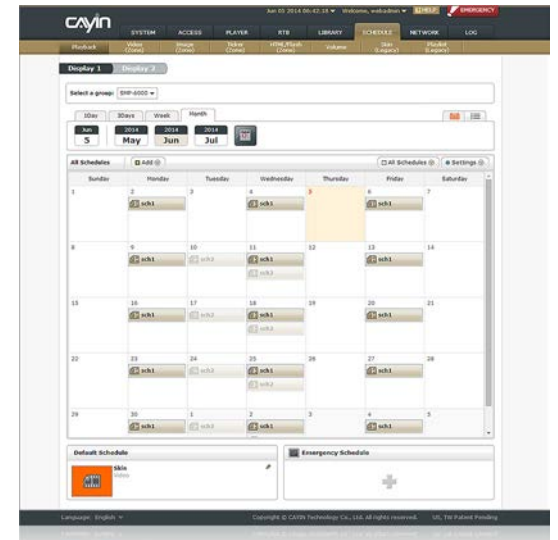 Jun 05 2014 06:42:18 Welcome, webadmin HELP EMERGENCY
CAYIN
SYSTEM ACCESS PLAYER RTB LIBRARY SCHEDULE NETWORK LOG
Playback Video (Zone) Image (Zone) Ticker (Zone) HTML/Flash (Zone) Volume Skin (Legacy) Playlist (Legacy)
Display 1 Display 2
Select a group: SMP-6000
1Day 3Days Week Month
Jun 5 2014 May 2014 Jun 2014 Jul
All Schedules Add All Schedules Settings
Sunday Monday Tuesday Wednesday Thursday Friday Saturday
1 2 3 4 5 6 7
sch1 sch1 sch1
8 9 10 11 12 13 14
sch1 sch2 sch1 sch1
sch2
15 16 17 18 19 20 21
sch1 sch2 sch1 sch1
sch2
22 23 24 25 26 27 28
sch1 sch2 sch1 sch1
sch2
29 30 1 2 3 4 5
sch1 sch2 sch1 sch1
Default Schedule Emergency Schedule
Skin
Video
Language: English Copyright © CAYIN Technology Co., Ltd. All rights reserved. US, TW Patent Pending